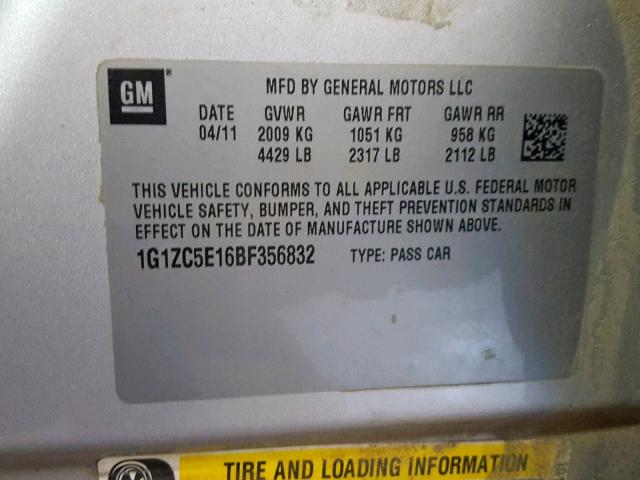 GM ®
MFD BY GENERAL MOTORS LLC
DATE GVWR GAWR FRT GAWR RR
04/11 2009 KG 1051 KG 958 KG
4429 LB 2317 LB 2112 LB
THIS VEHICLE CONFORMS TO ALL APPLICABLE U.S. FEDERAL MOTOR
VEHICLE SAFETY, BUMPER, AND THEFT PREVENTION STANDARDS IN
EFFECT ON THE DATE OF MANUFACTURE SHOWN ABOVE.
1G1ZC5E16BF356832 TYPE: PASS CAR
TIRE AND LOADING INFORMATION